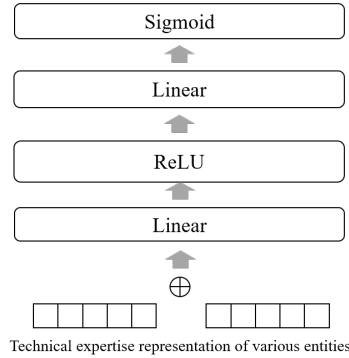 Sigmoid
Linear
ReLU
Linear
Technical expertise representation of various entities